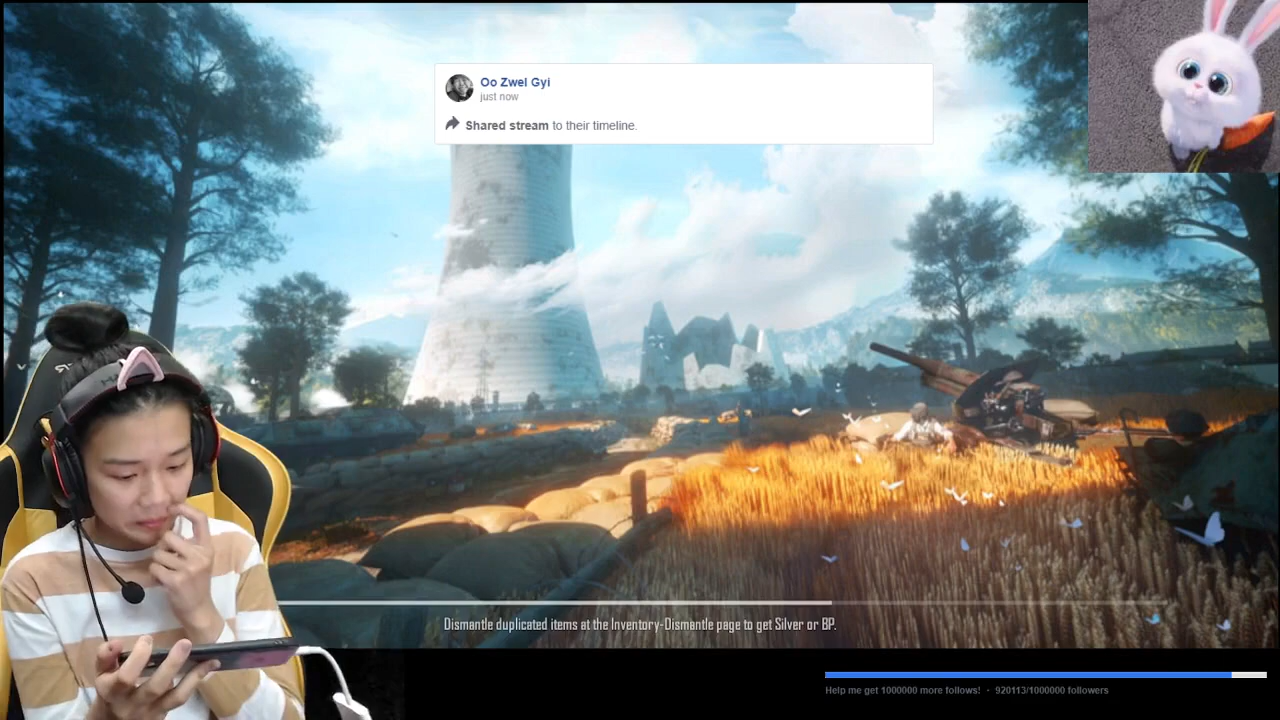 Oo Zwel Gyi
just now
Shared stream to their timeline.
Dismantle duplicated items at the Inventory-Dismantle page to get Silver or BP.
Help me get 1000000 more follows! · 920113/1000000 followers